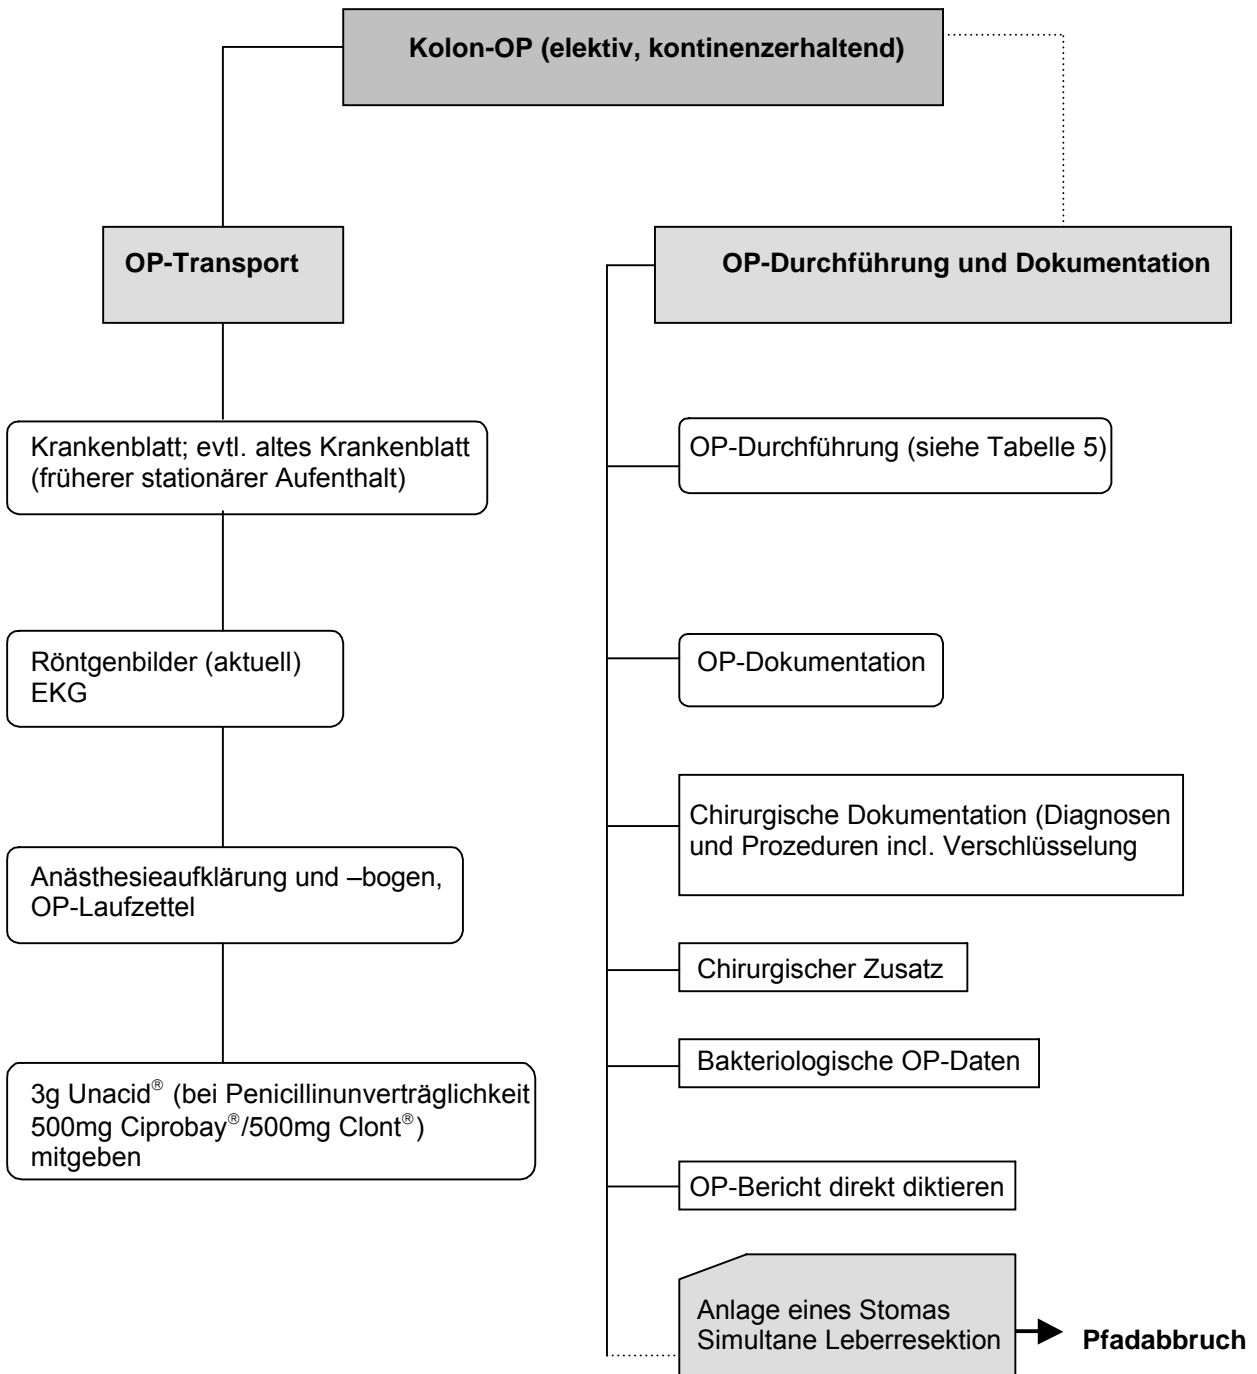 Kolon-OP (elektiv, kontinenzerhaltend)
OP-Transport
Krankenblatt; evtl. altes Krankenblatt
(früherer stationärer Aufenthalt)
Röntgenbilder (aktuell)
EKG
Anästhesieaufklärung und –bogen,
OP-Laufzettel
3g Unacid® (bei Penicillinunverträglichkeit
500mg Ciprobay®/500mg Clont®)
mitgeben
OP-Durchführung und Dokumentation
OP-Durchführung (siehe Tabelle 5)
OP-Dokumentation
Chirurgische Dokumentation (Diagnosen
und Prozeduren incl. Verschlüsselung
Chirurgischer Zusatz
Bakteriologische OP-Daten
OP-Bericht direkt diktieren
Anlage eines Stomas
Simultane Leberresektion
Pfadabbruch